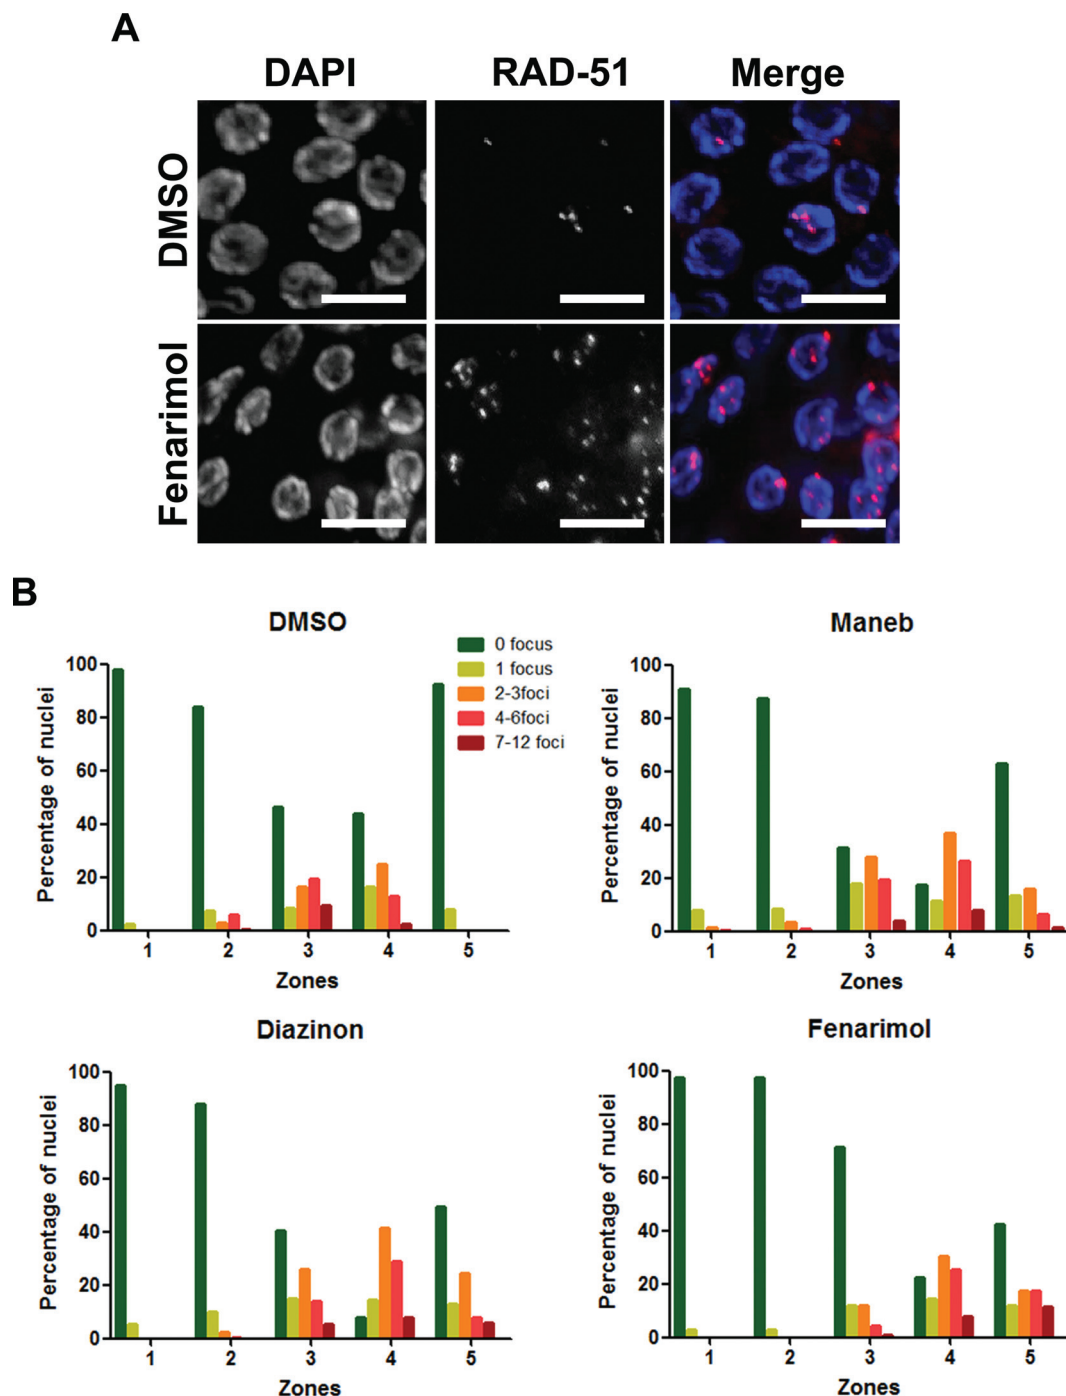 A
DAPI RAD-51 Merge
DMSO
Fenarimol
B
DMSO
Percentage of nuclei
100
80
60
40
20
0
1 2 3 4 5
Zones
0 focus
1 focus
2-3foci
4-6foci
7-12 foci
Maneb
Percentage of nuclei
100
80
60
40
20
0
1 2 3 4 5
Zones
Diazinon
Percentage of nuclei
100
80
60
40
20
0
1 2 3 4 5
Zones
Fenarimol
Percentage of nuclei
100
80
60
40
20
0
1 2 3 4 5
Zones